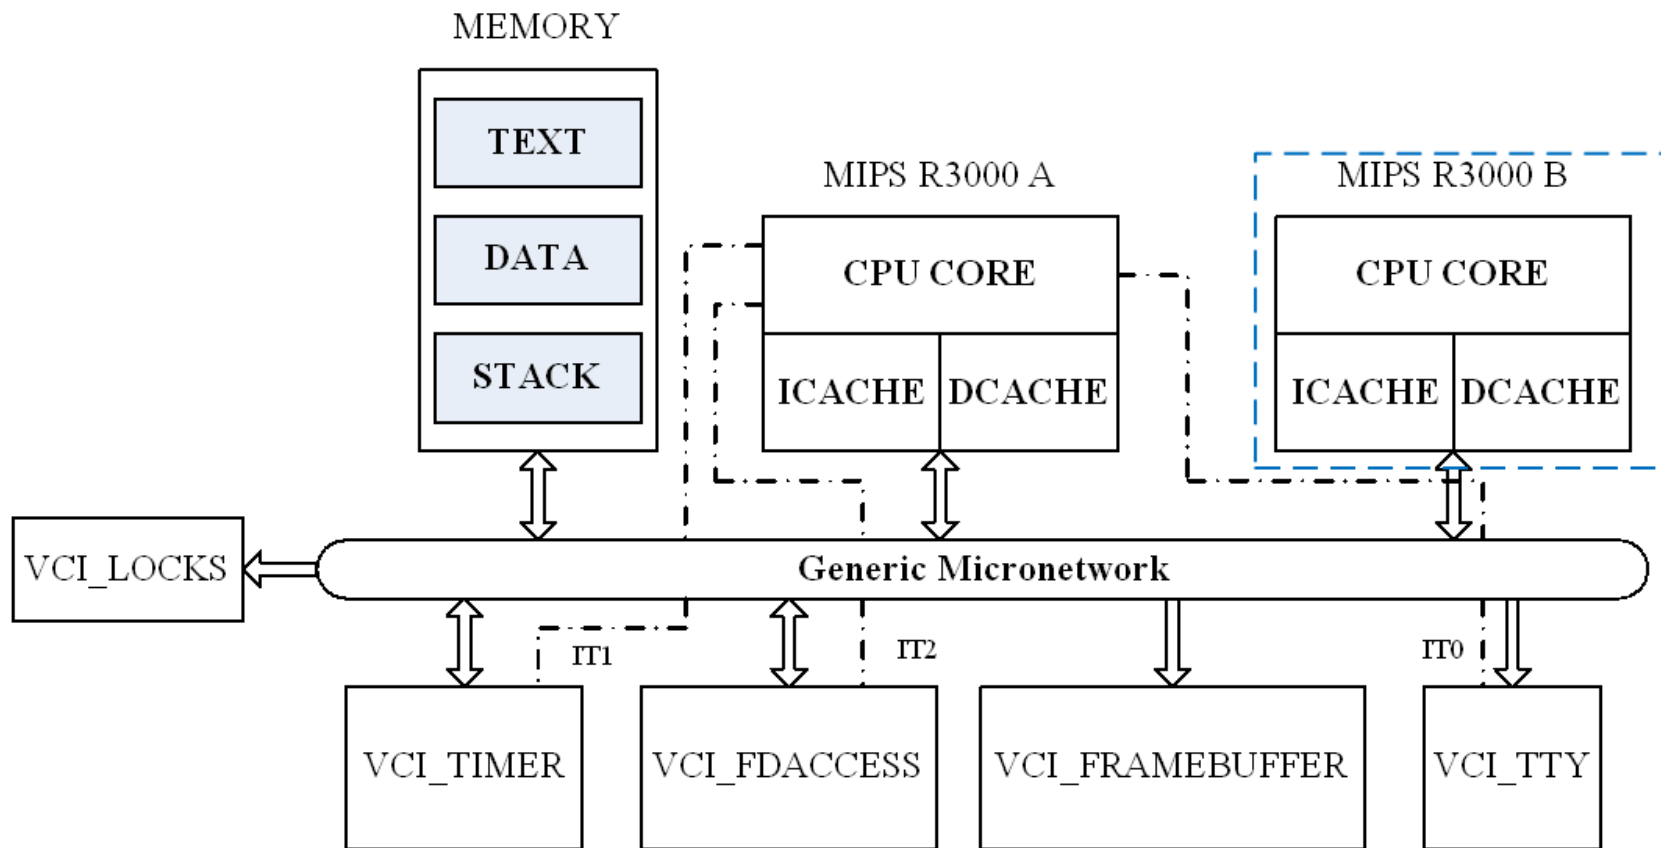 MEMORY
TEXT
DATA
STACK
MIPS R3000 A
CPU CORE
ICACHE
DCACHE
MIPS R3000 B
CPU CORE
ICACHE
DCACHE
VCI_LOCKS
Generic Micronetwork
IT1
IT2
IT0
VCI_TIMER
VCI_FDACCESS
VCI_FRAMEBUFFER
VCI_TTY